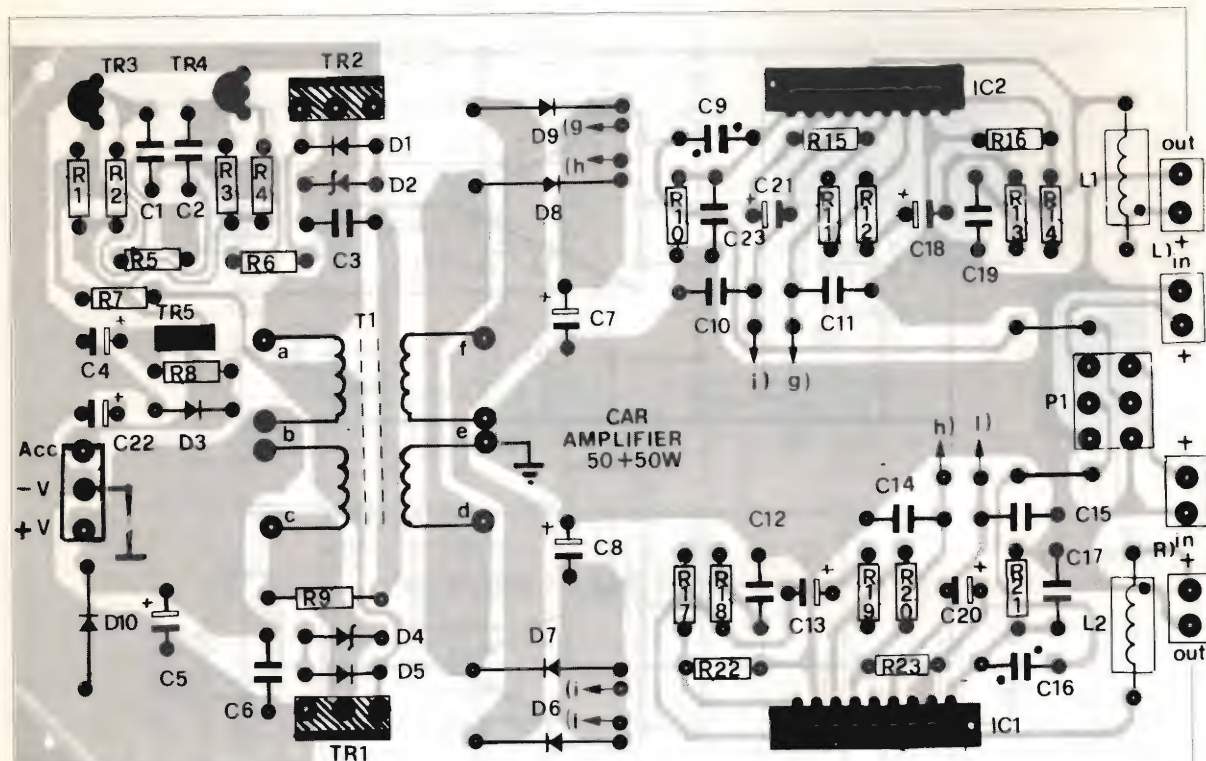 TR3
TR4
TR2
R1
R2
C1
C2
R3
R4
D1
D2
C3
R5
R6
R7
TR5
C4
+
R8
C22
+
D3
Acc
- V
+ V
D10
+
C5
C6
R9
D4
D5
TR1
T1
a
b
c
f
e
d
D9
(g
(h
D8
+
C7
+
C8
D7
(i
D6
(l
CAR
AMPLIFIER
50+50W
C9
R15
IC2
R16
R10
C23
C21
+
R11
R12
+
C18
C19
R13
R14
L1
out
+
L)
in
+
C10
C11
i)
g)
P1
h)
l)
C14
C15
+
in
R)
+
out
C12
R17
R18
+
C13
R19
R20
+
C20
R21
C17
L2
R22
R23
C16
IC1